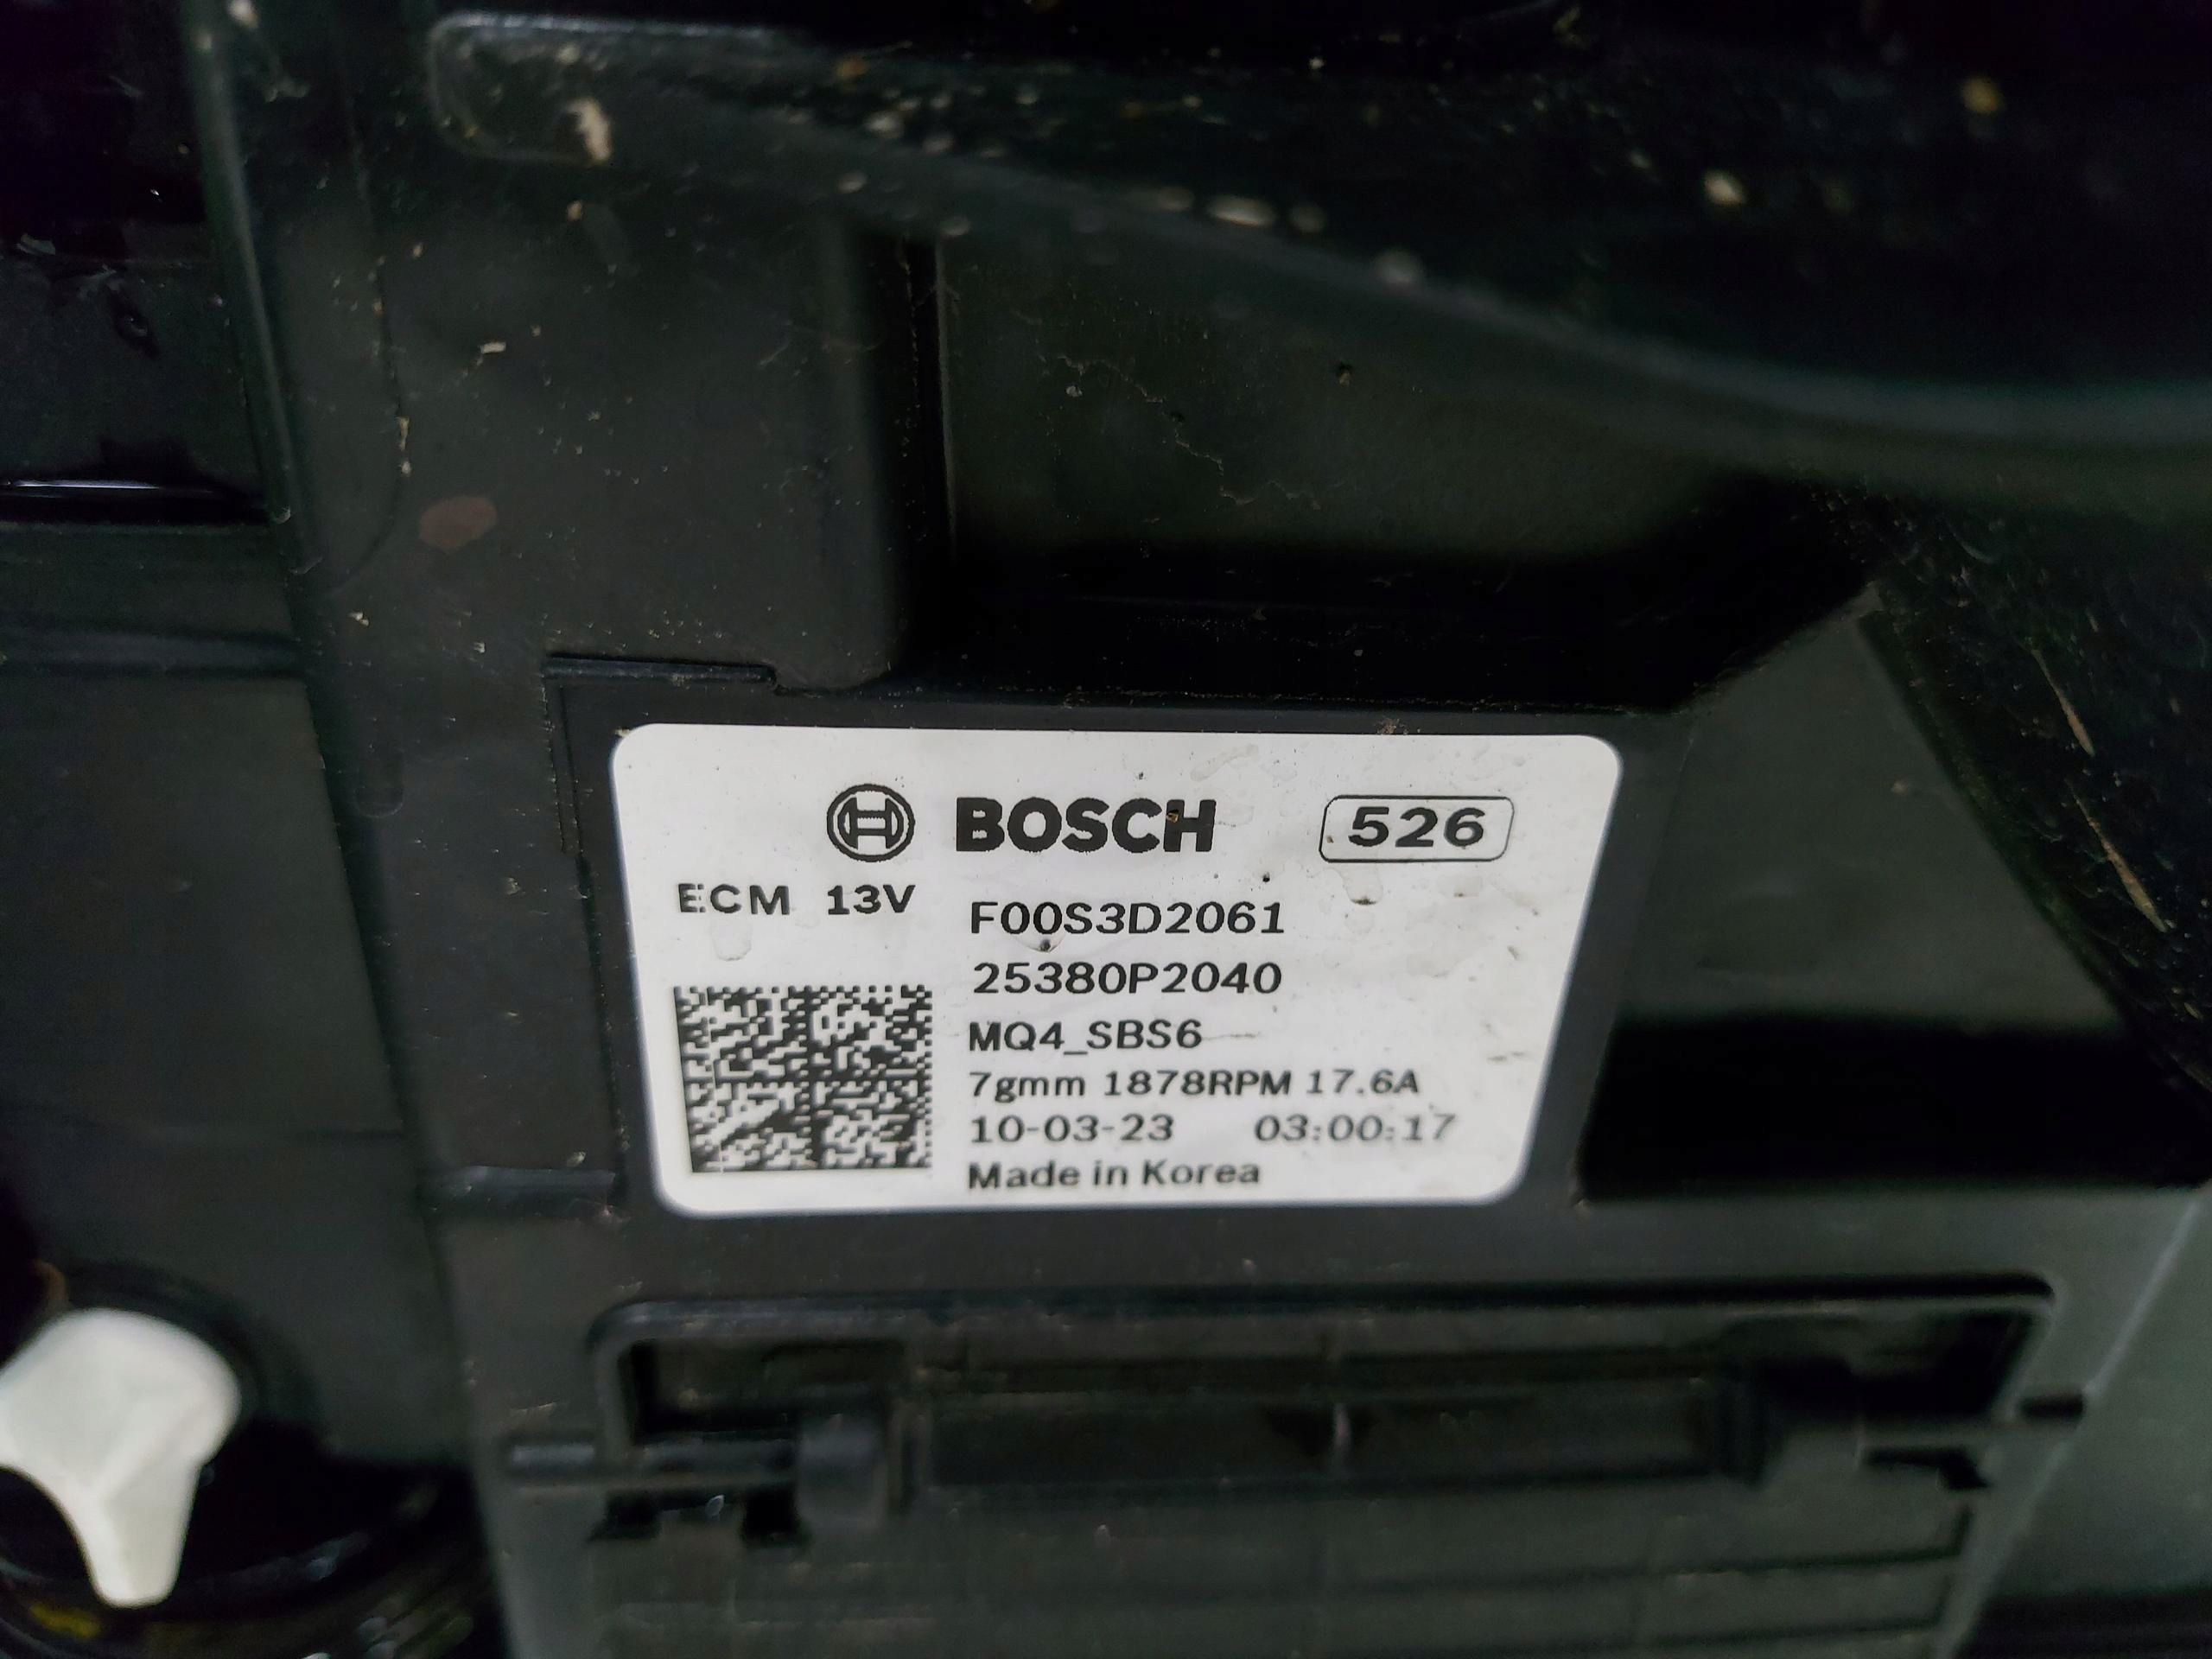 BOSCH 526
ECM 13V F00S3D2061
25380P2040
MQ4_SBS6
7gmm 1878RPM 17.6A
10-03-23 03:00:17
Made in Korea